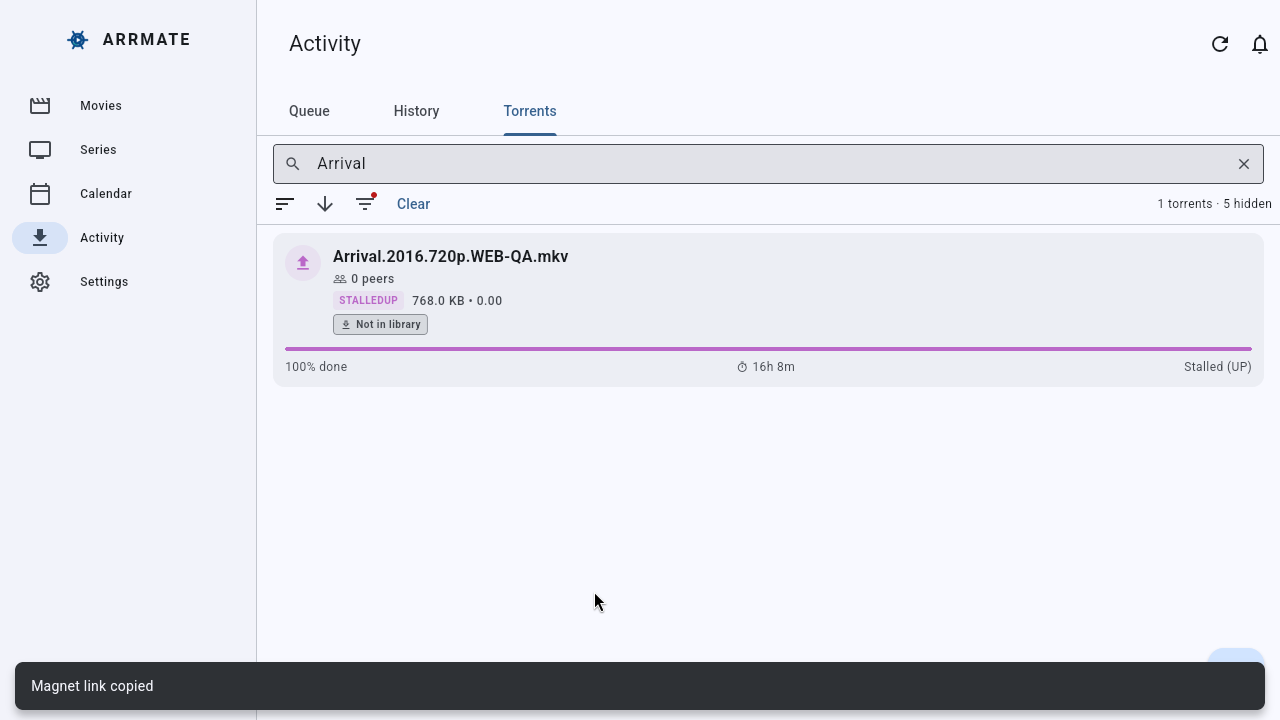 ARRMATE
Movies
Series
Calendar
Activity
Settings
Activity
Queue
History
Torrents
Arrival
Clear
1 torrents · 5 hidden
Arrival.2016.720p.WEB-QA.mkv
0 peers
STALLEDUP
768.0 KB • 0.00
Not in library
100% done
16h 8m
Stalled (UP)
Magnet link copied